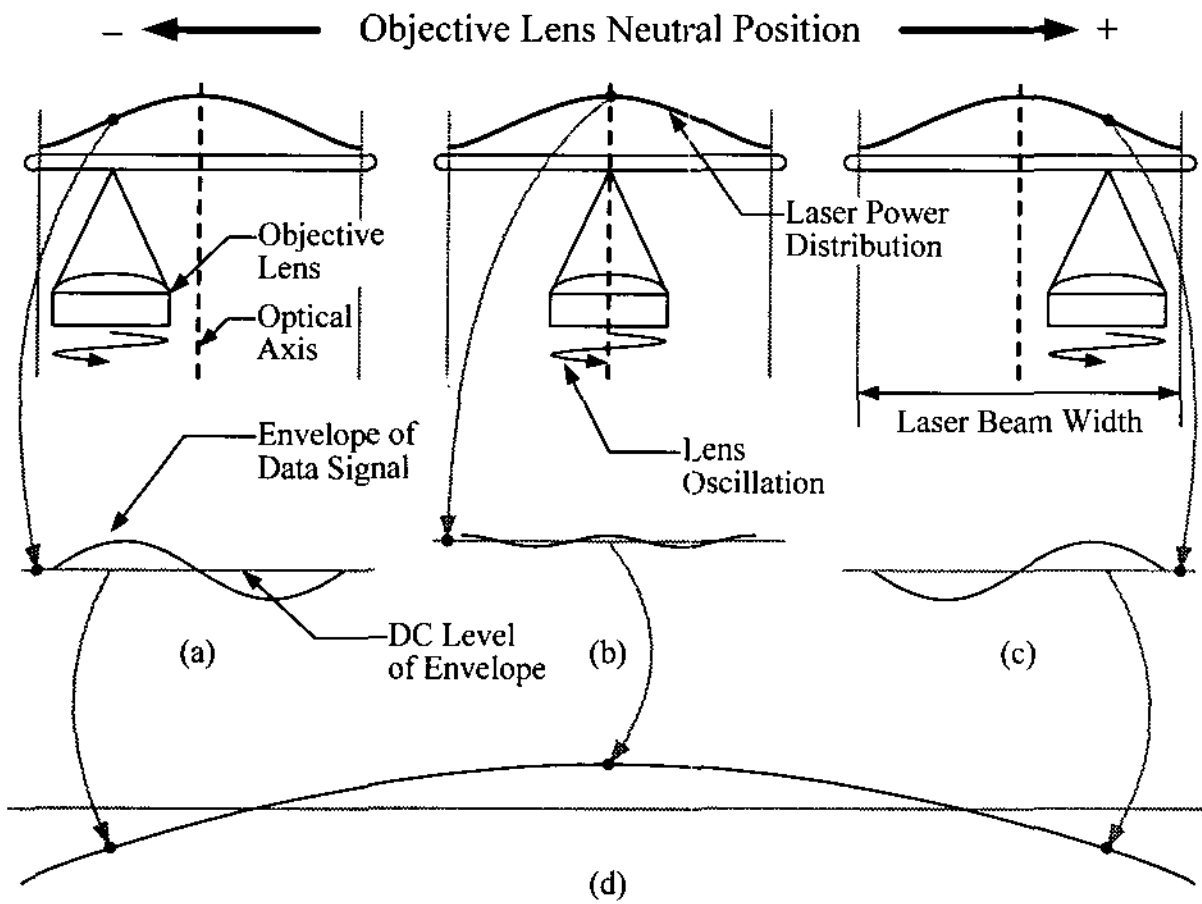 − Objective Lens Neutral Position +
Objective
Lens
Optical
Axis
Laser Power
Distribution
Laser Beam Width
Envelope of
Data Signal
Lens
Oscillation
DC Level
of Envelope
(a)
(b)
(c)
(d)